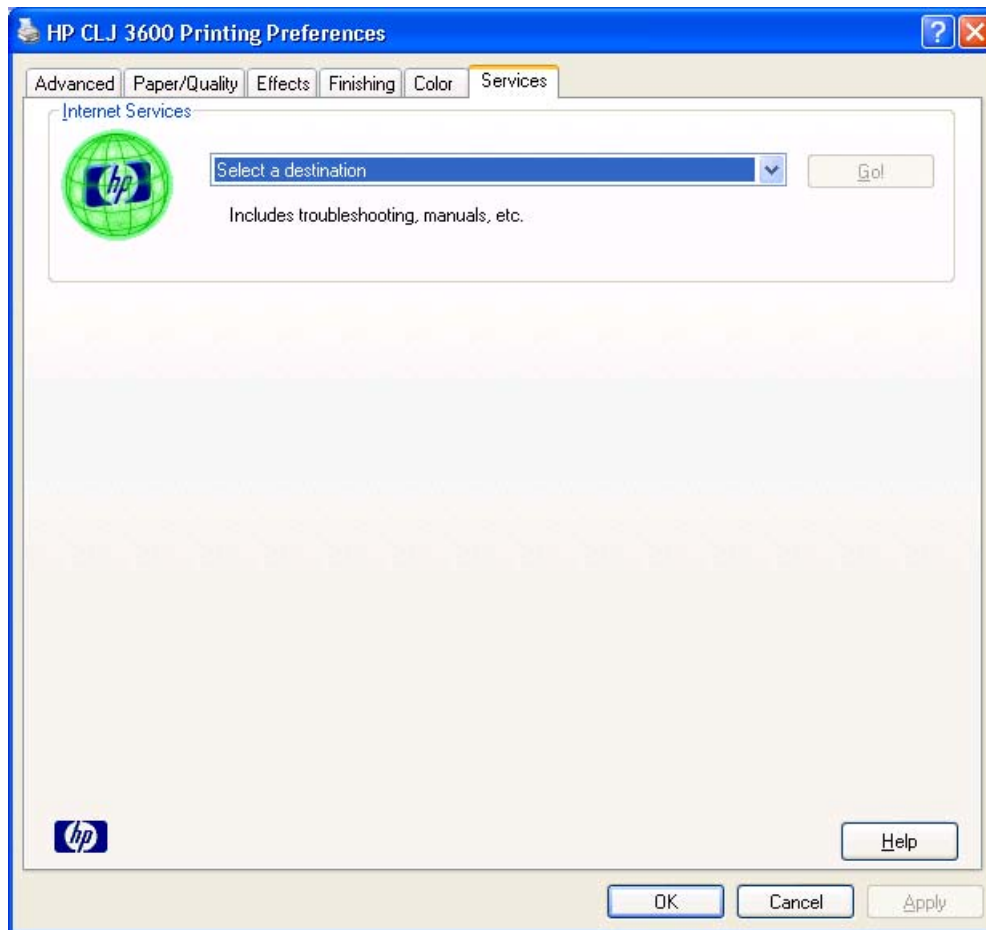 HP CLJ 3600 Printing Preferences
Advanced Paper/Quality Effects Finishing Color Services
Internet Services
hp
Select a destination
Go!
Includes troubleshooting, manuals, etc.
hp
Help
OK Cancel Apply